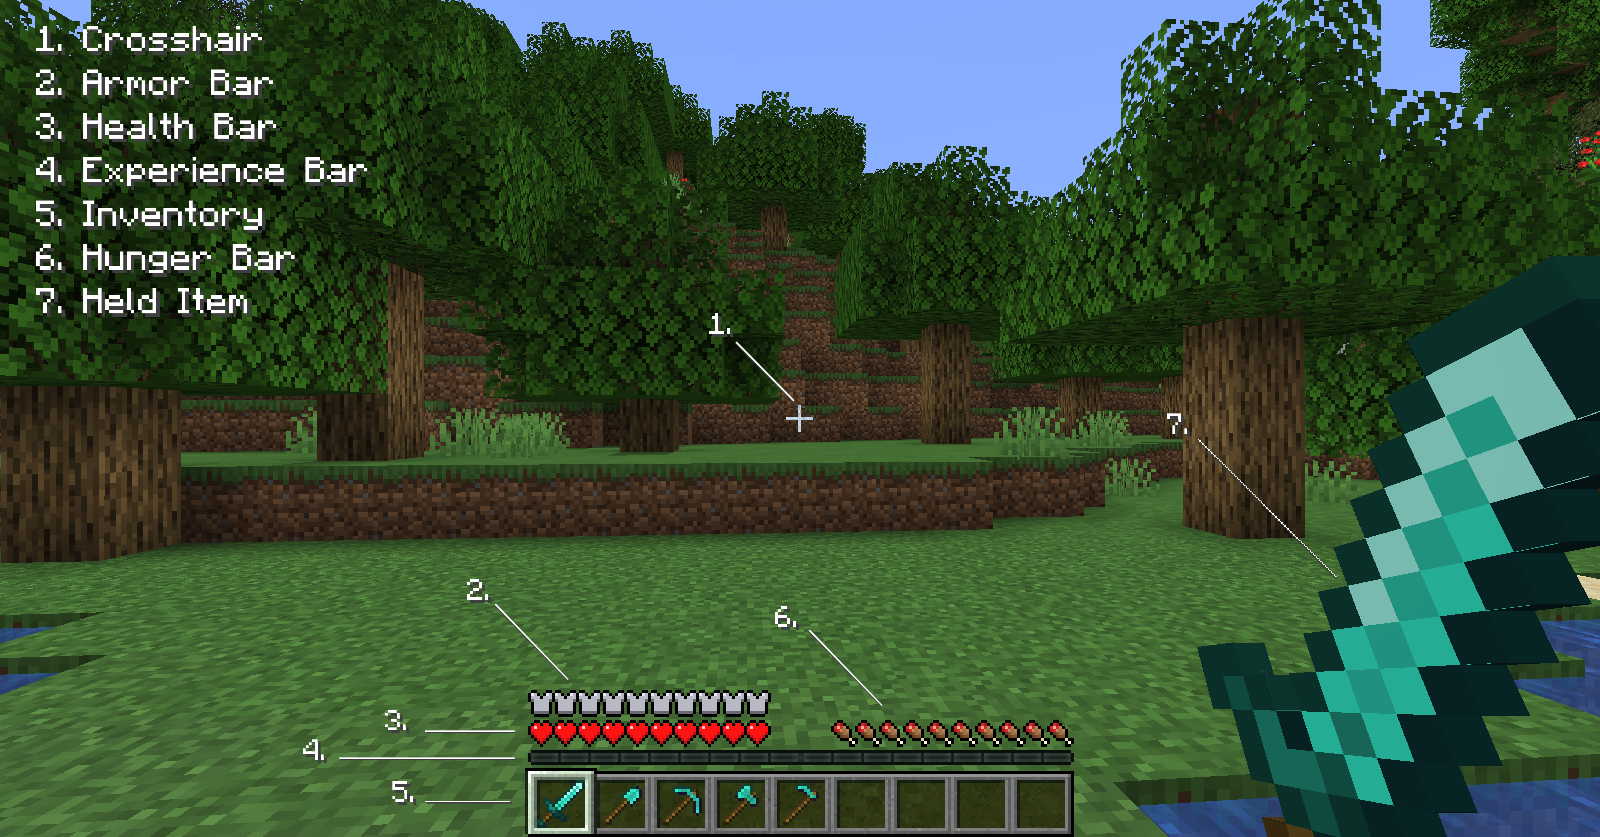 1. Crosshair
2. Armor Bar
3. Health Bar
4. Experience Bar
5. Inventory
6. Hunger Bar
7. Held Item
1.
7.
2.
6.
3.
4.
5.